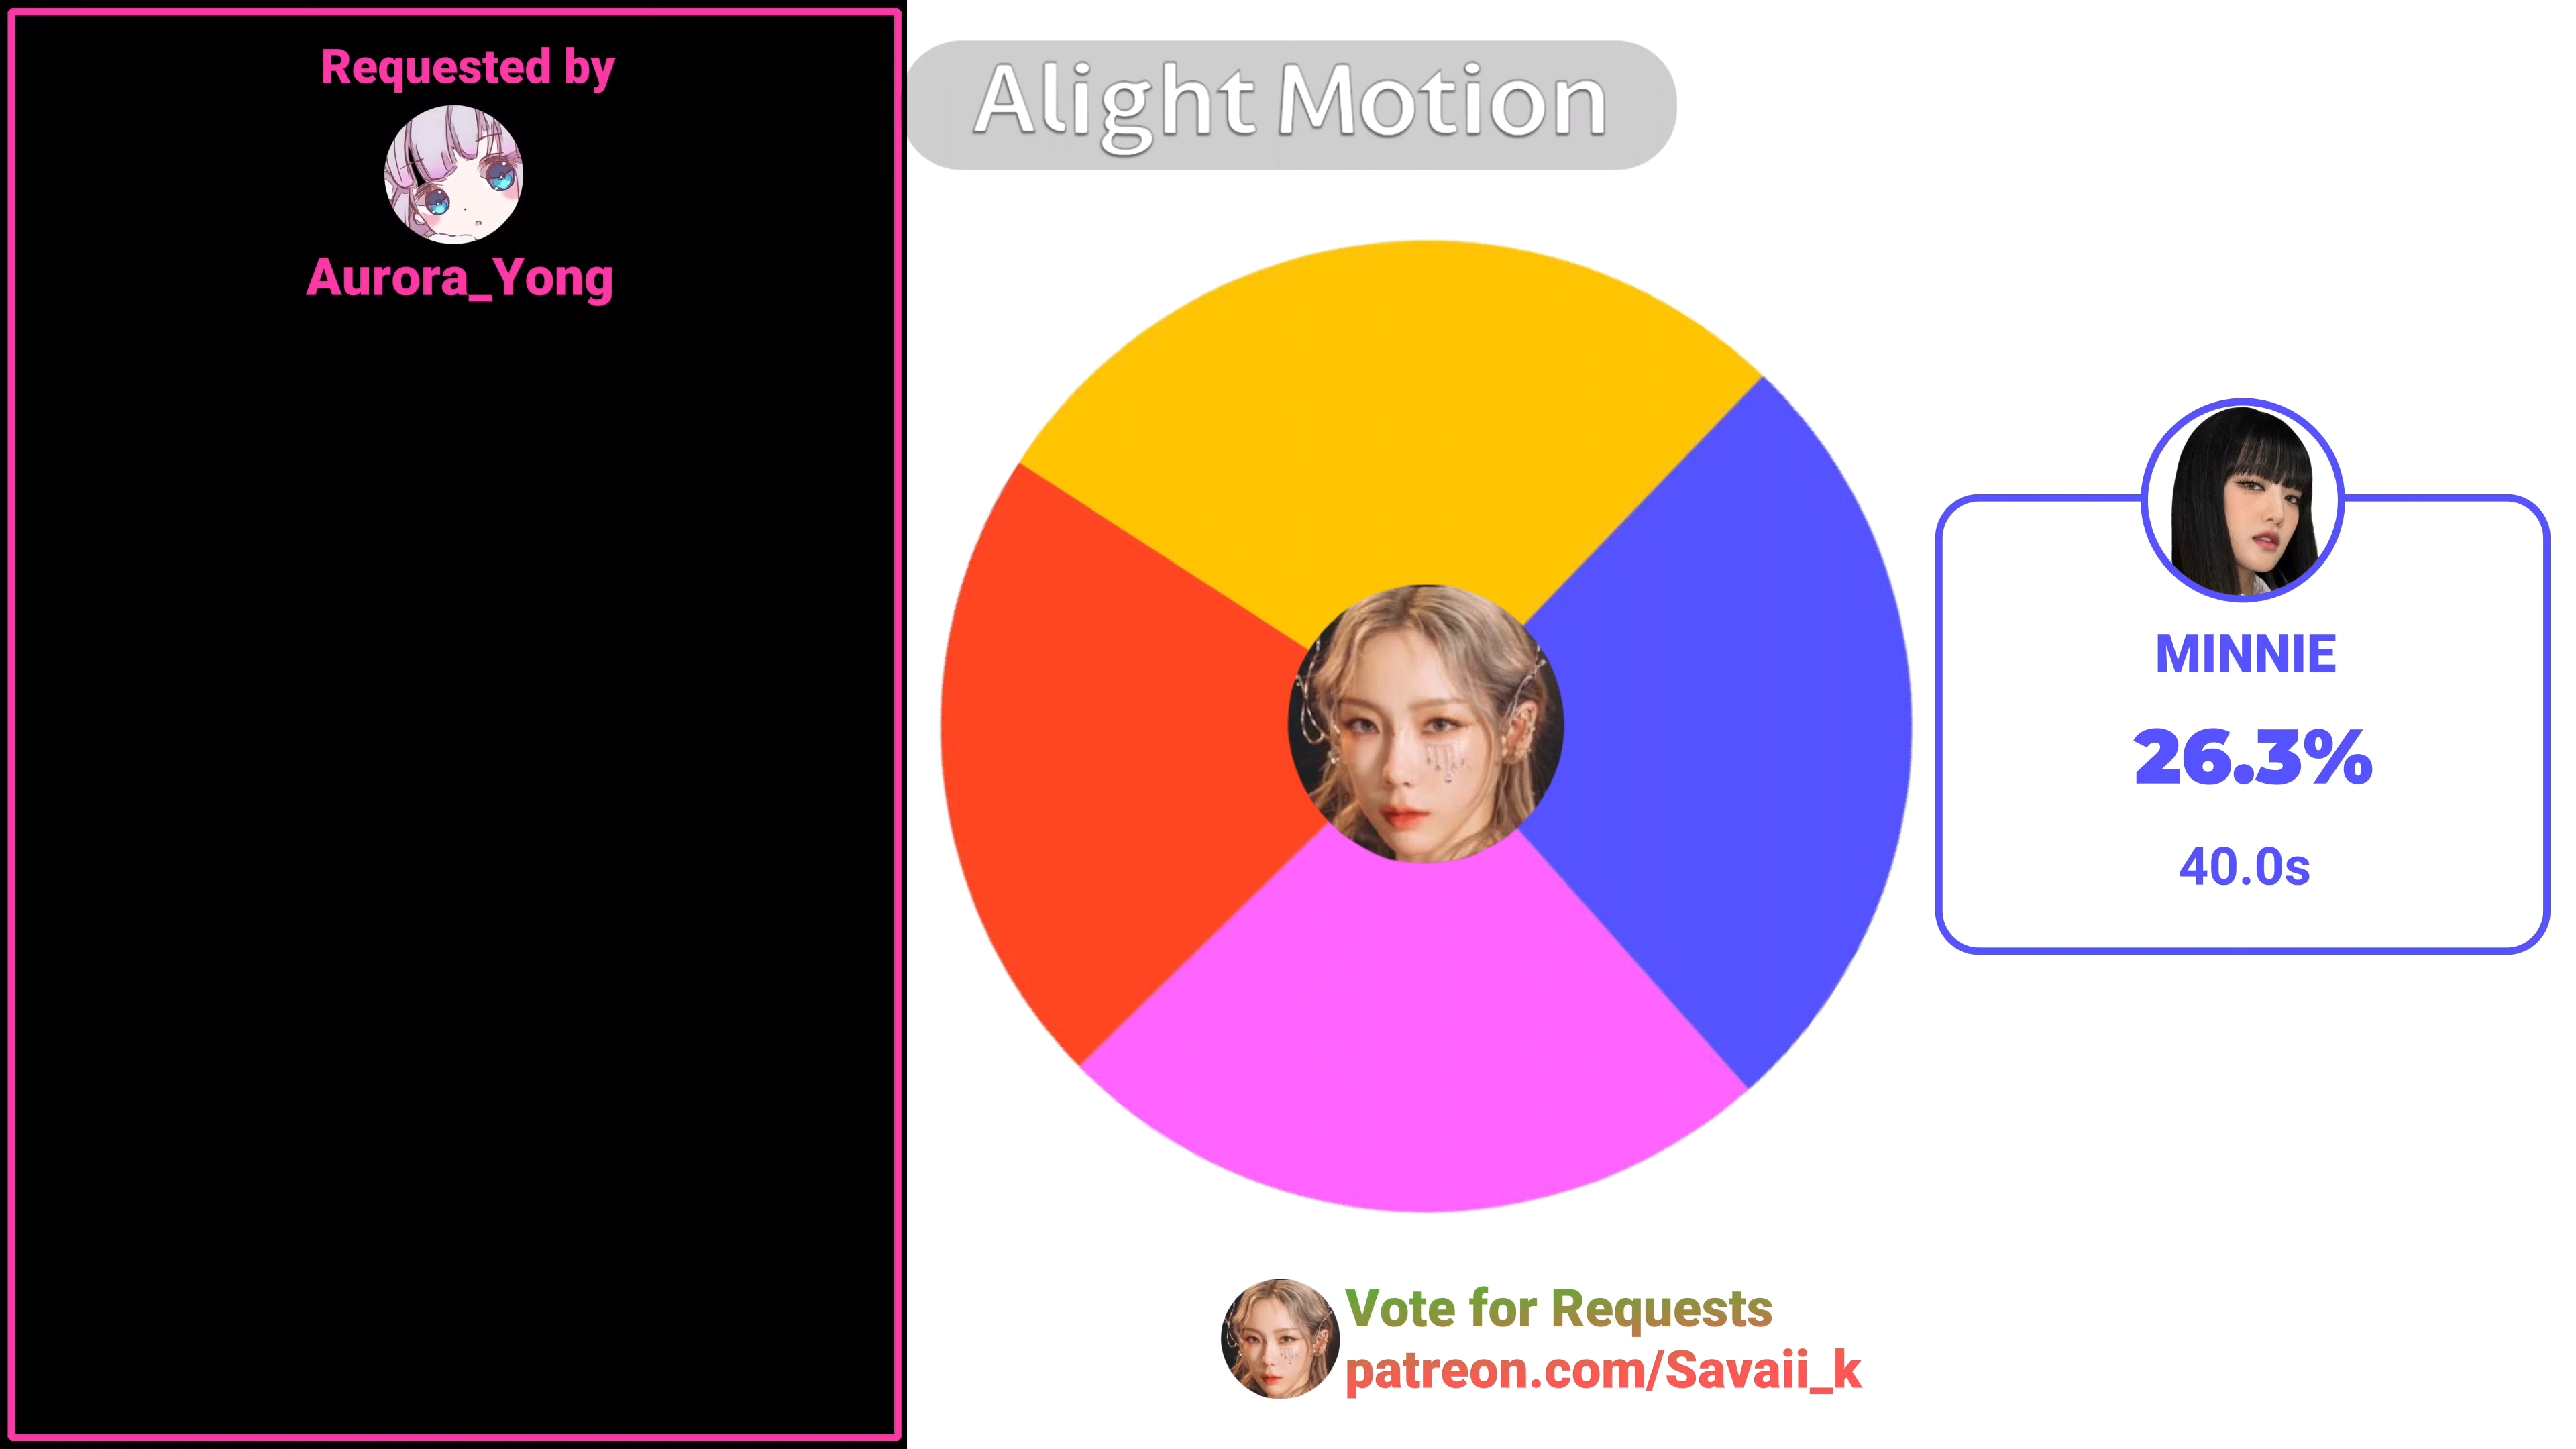 Requested by
Aurora_Yong
Alight Motion
MINNIE
26.3%
40.0s
Vote for Requests
patreon.com/Savaii_k